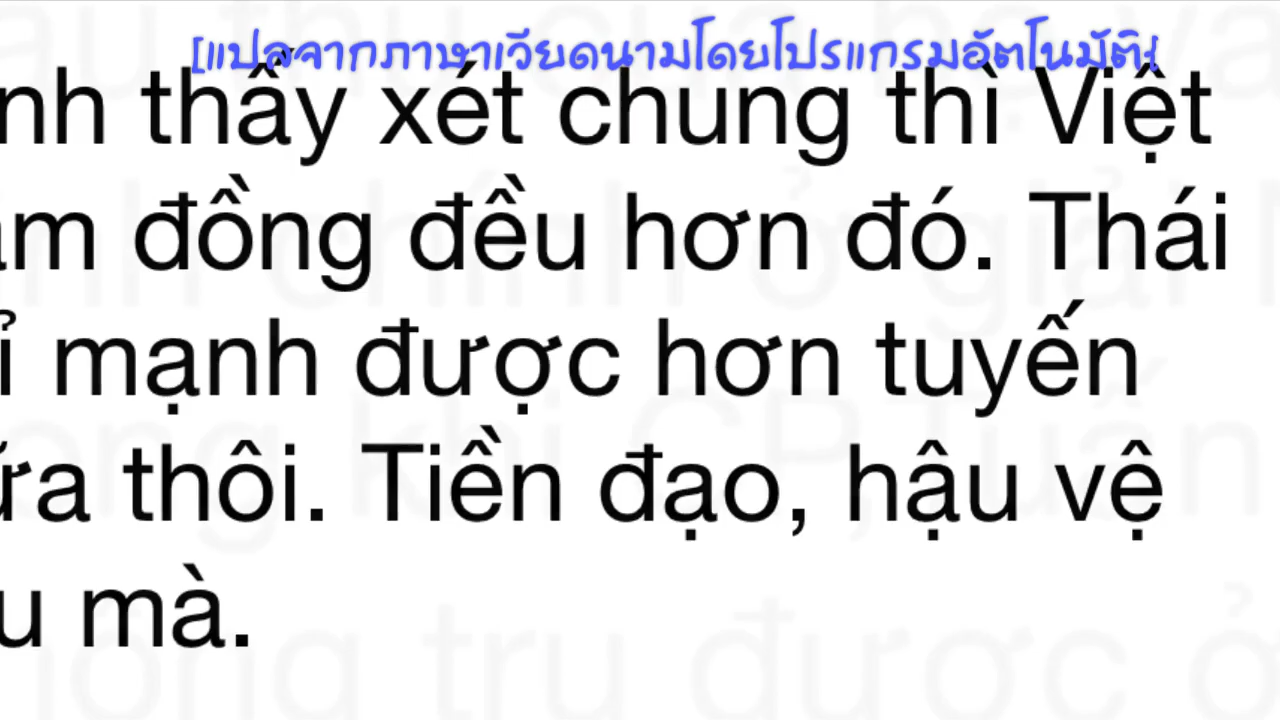 [แปลจากภาษาเวียดนามโดยโปรแกรมอัตโนมัติ]
nh thấy xét chung thì Việt
am đồng đều hơn đó. Thái
ỉ mạnh được hơn tuyến
ữa thôi. Tiền đạo, hậu vệ
u mà.